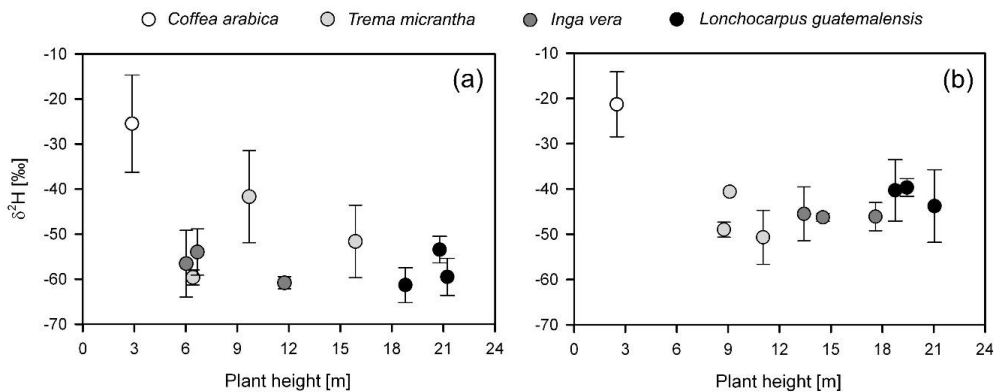 Coffea arabica Trema micrantha Inga vera Lonchocarpus guatemalensis
(a) (b)
δ²H [‰]
-10 -10
-20 -20
-30 -30
-40 -40
-50 -50
-60 -60
-70 -70
0 3 6 9 12 15 18 21 24 0 3 6 9 12 15 18 21 24
Plant height [m] Plant height [m]